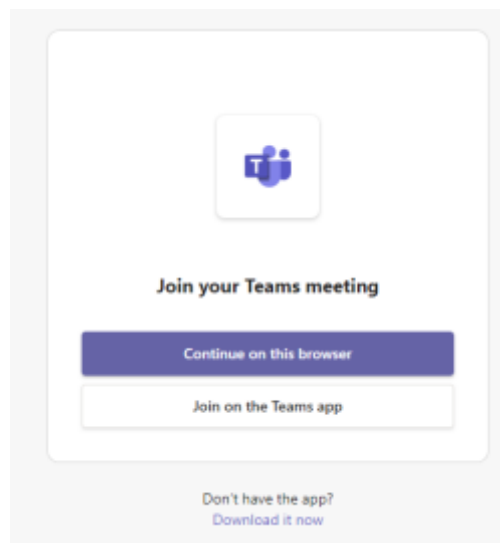 T
Join your Teams meeting
Continue on this browser
Join on the Teams app
Don't have the app?
Download it now